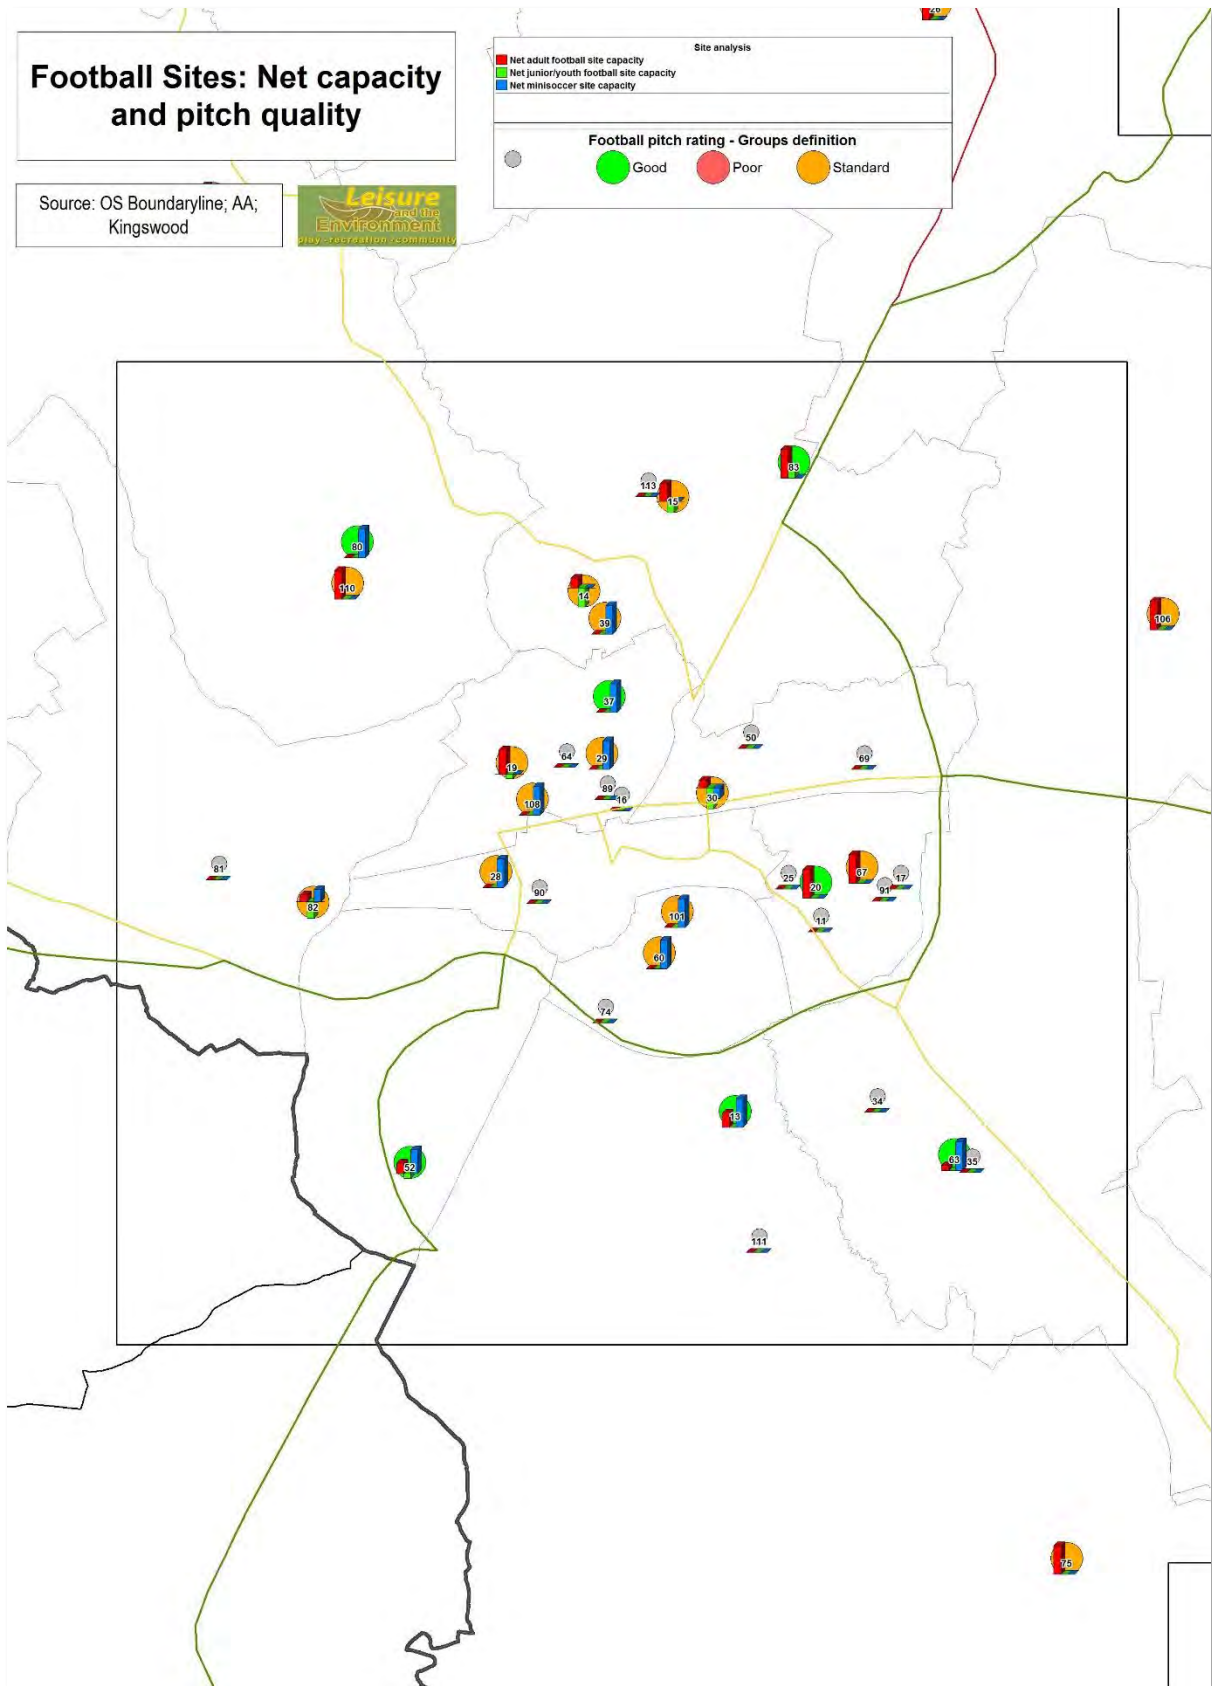 26
Football Sites: Net capacity
and pitch quality
Site analysis
Net adult football site capacity
Net junior/youth football site capacity
Net minisoccer site capacity
Football pitch rating - Groups definition
Good
Poor
Standard
Source: OS Boundaryline; AA;
Kingswood
Leisure
and the
Environment
play - recreation - community
83
113
15
80
110
14
39
106
37
50
19
64
29
69
89
16
108
30
81
28
90
82
25
20
67
91
17
11
101
60
74
13
34
52
63
35
111
75